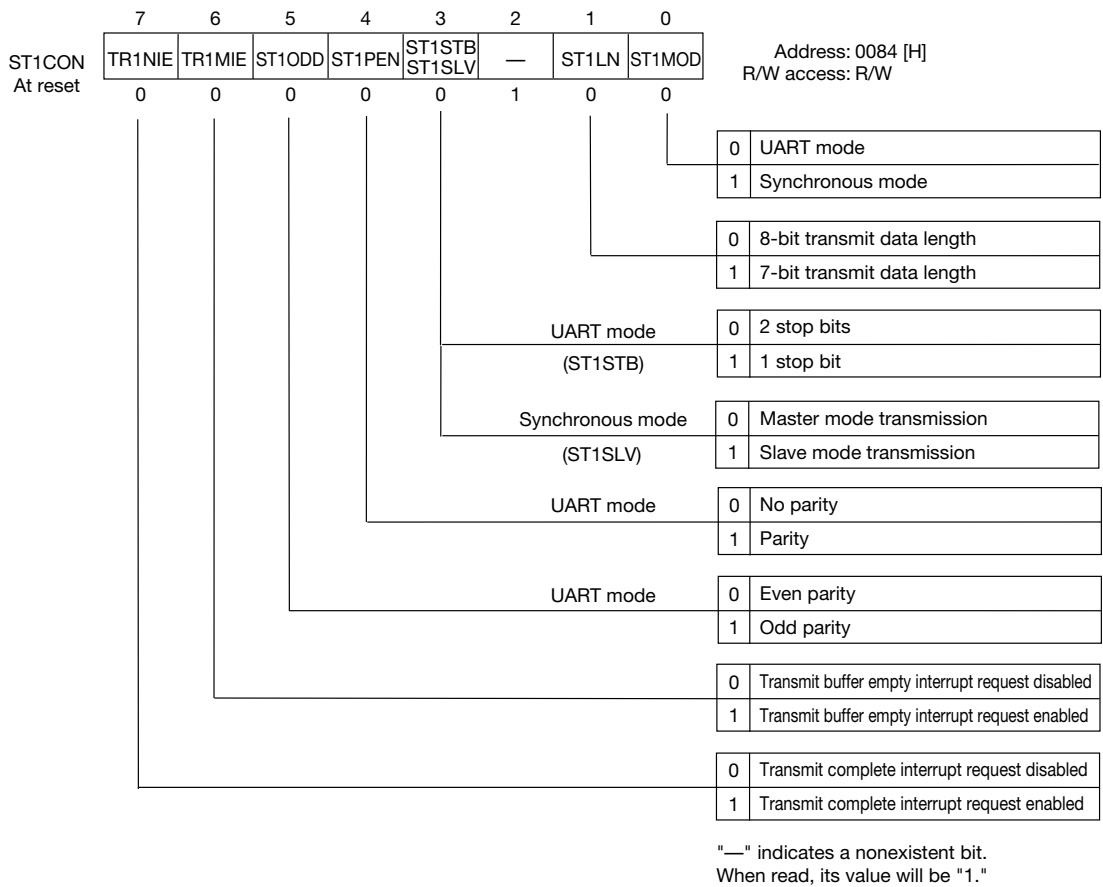 7 6 5 4 3 2 1 0
ST1CON TR1NIE TR1MIE ST1ODD ST1PEN ST1STB ST1SLV — ST1LN ST1MOD
Address: 0084 [H]
R/W access: R/W
At reset 0 0 0 0 0 1 0 0
0 UART mode
1 Synchronous mode
0 8-bit transmit data length
1 7-bit transmit data length
UART mode
(ST1STB)
0 2 stop bits
1 1 stop bit
Synchronous mode
(ST1SLV)
0 Master mode transmission
1 Slave mode transmission
UART mode
0 No parity
1 Parity
UART mode
0 Even parity
1 Odd parity
0 Transmit buffer empty interrupt request disabled
1 Transmit buffer empty interrupt request enabled
0 Transmit complete interrupt request disabled
1 Transmit complete interrupt request enabled
"—" indicates a nonexistent bit.
When read, its value will be "1."